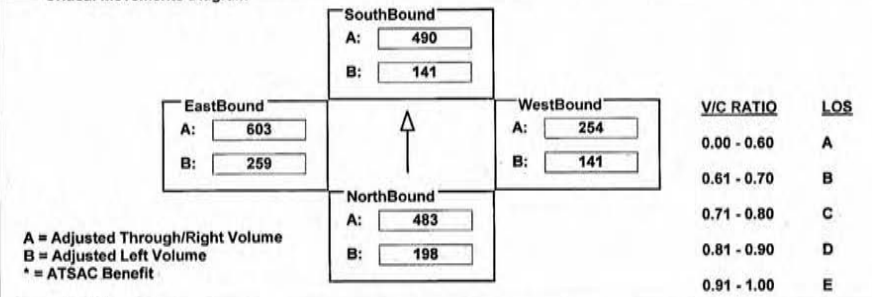 SouthBound
A: 490
B: 141
EastBound
A: 603
B: 259
WestBound
A: 254
B: 141
NorthBound
A: 483
B: 198
A = Adjusted Through/Right Volume
B = Adjusted Left Volume
* = ATSAC Benefit
V/C RATIO LOS
0.00 - 0.60 A
0.61 - 0.70 B
0.71 - 0.80 C
0.81 - 0.90 D
0.91 - 1.00 E